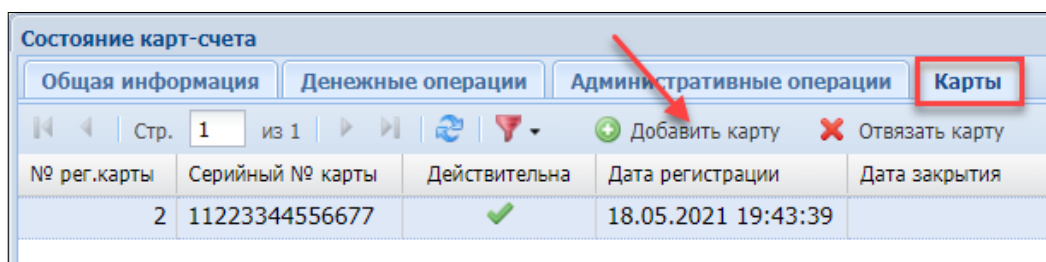 Состояние карт-счета
Общая информация Денежные операции Административные операции Карты
Стр. 1 из 1 Добавить карту Отвязать карту
№ рег.карты Серийный № карты Действительна Дата регистрации Дата закрытия
2 11223344556677 18.05.2021 19:43:39